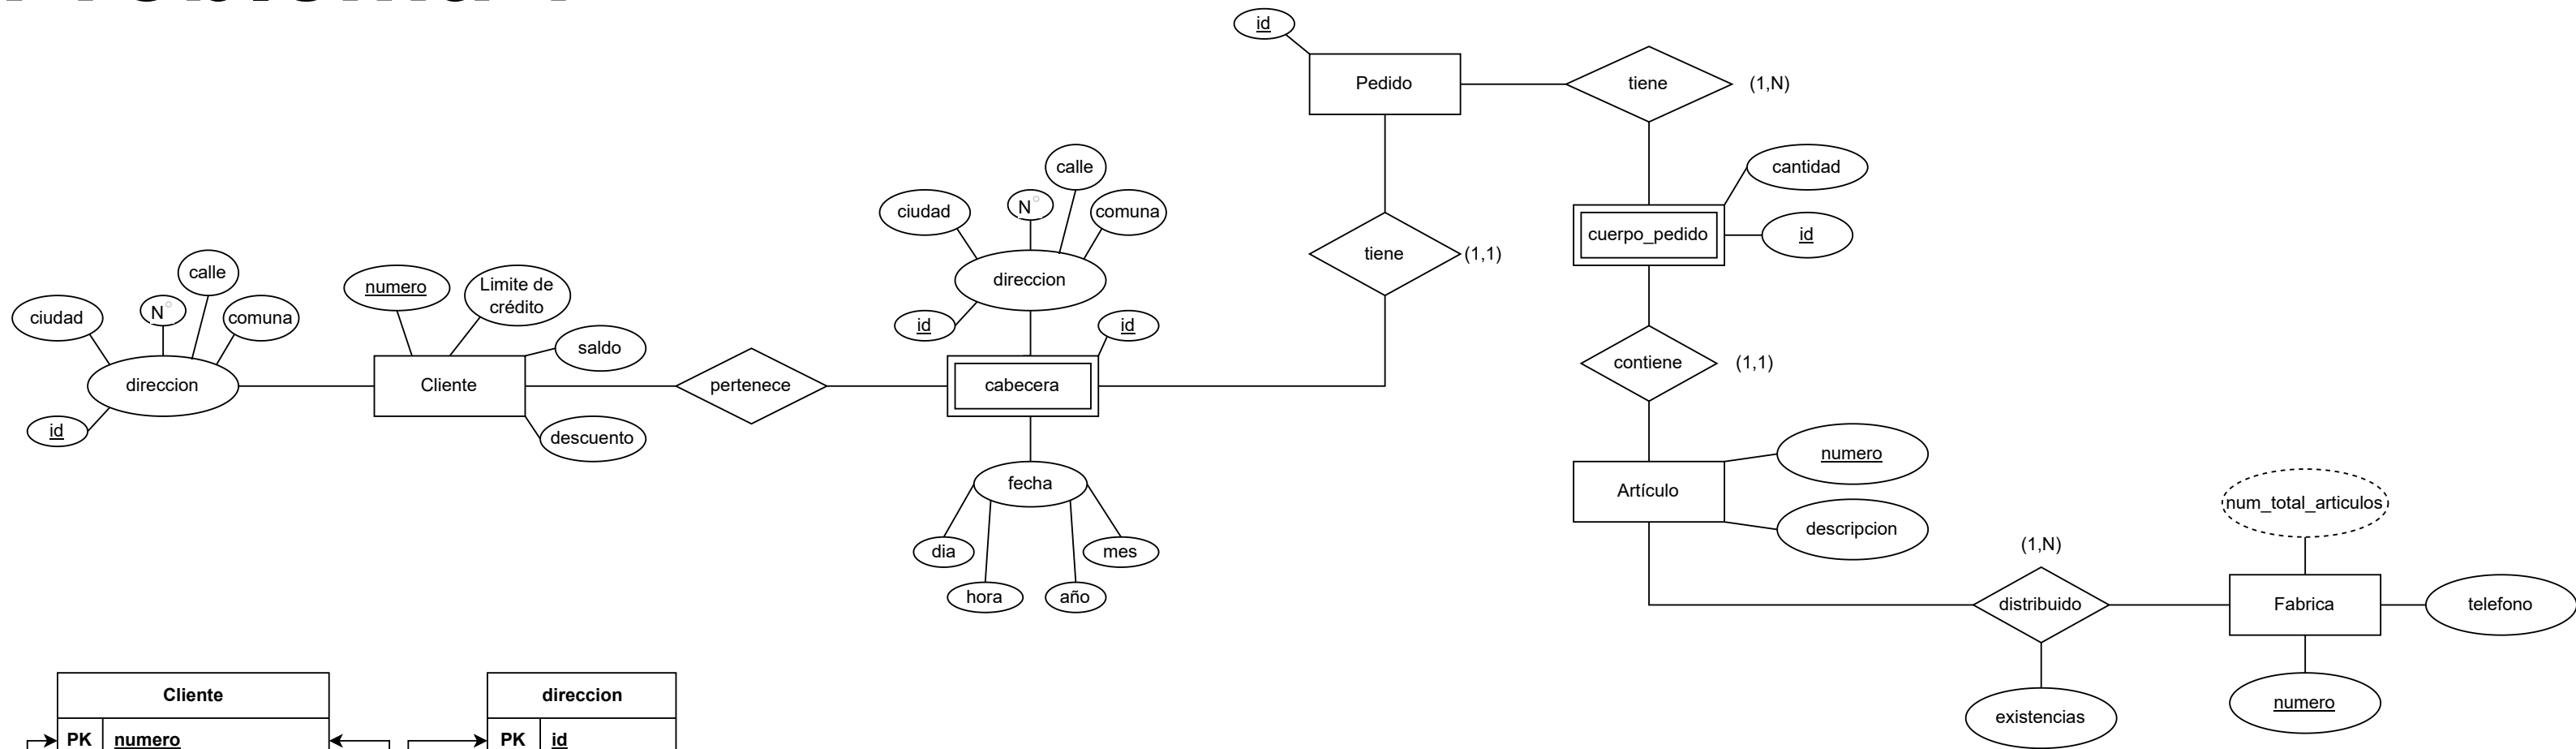 id
Pedido
tiene
(1,N)
calle
cantidad
ciudad
N°
comuna
cuerpo_pedido
id
tiene
(1,1)
calle
numero
Limite de
crédito
direccion
ciudad
N°
comuna
id
id
saldo
contiene
(1,1)
direccion
Cliente
pertenece
cabecera
id
descuento
numero
fecha
Artículo
num_total_articulos
descripcion
dia
mes
(1,N)
hora
año
distribuido
Fabrica
telefono
Cliente
direccion
existencias
numero
PK
numero
PK
id